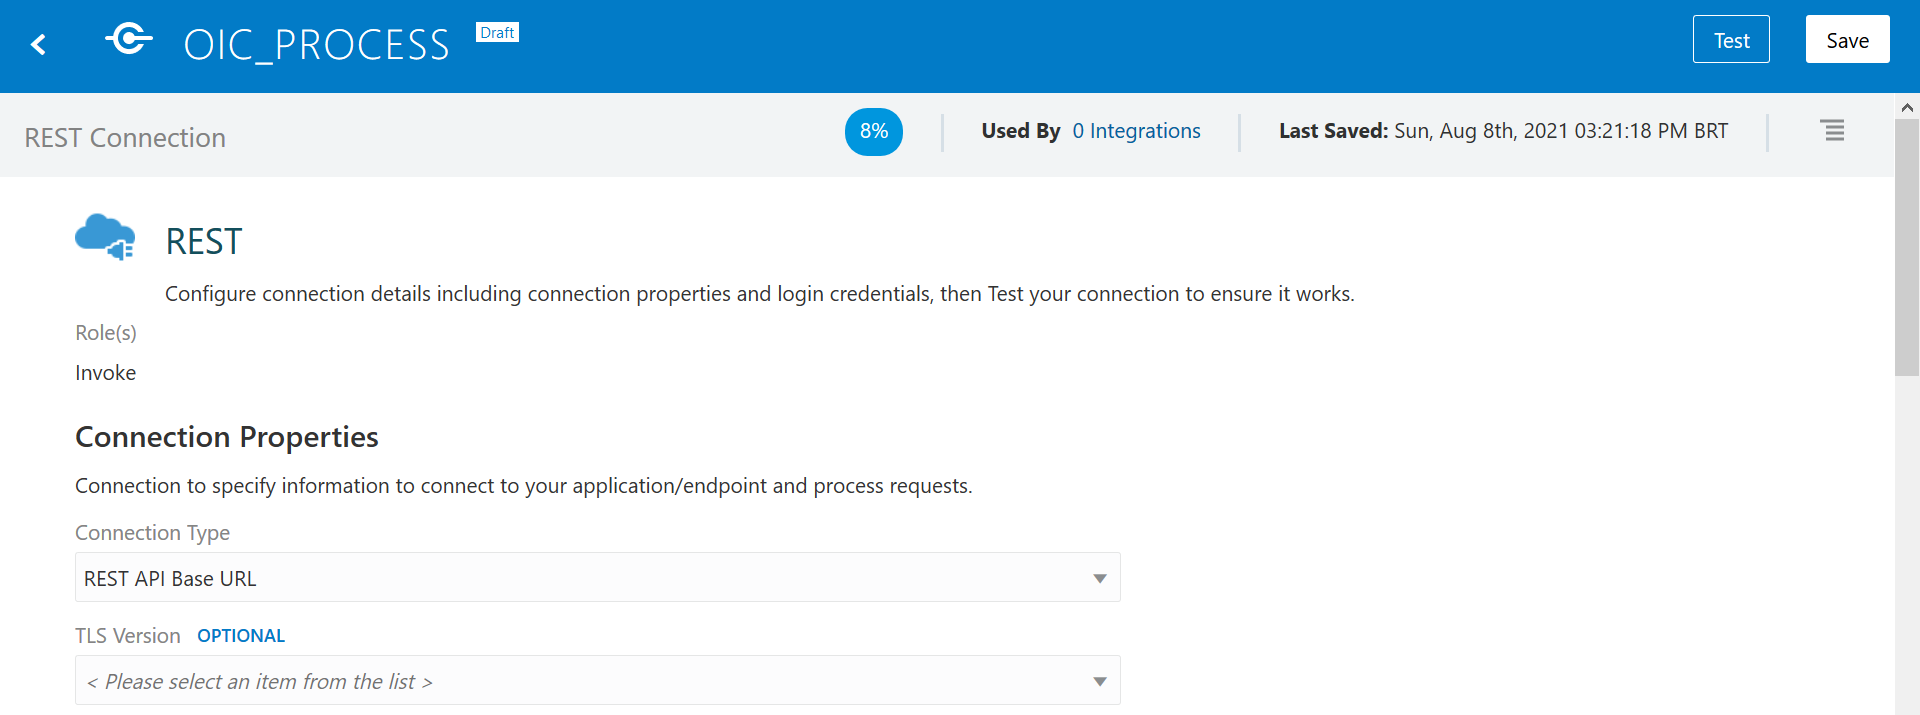 OIC_PROCESS Draft Test Save
REST Connection 8% Used By 0 Integrations Last Saved: Sun, Aug 8th, 2021 03:21:18 PM BRT
REST
Configure connection details including connection properties and login credentials, then Test your connection to ensure it works.
Role(s)
Invoke
Connection Properties
Connection to specify information to connect to your application/endpoint and process requests.
Connection Type
REST API Base URL
TLS Version OPTIONAL
< Please select an item from the list >